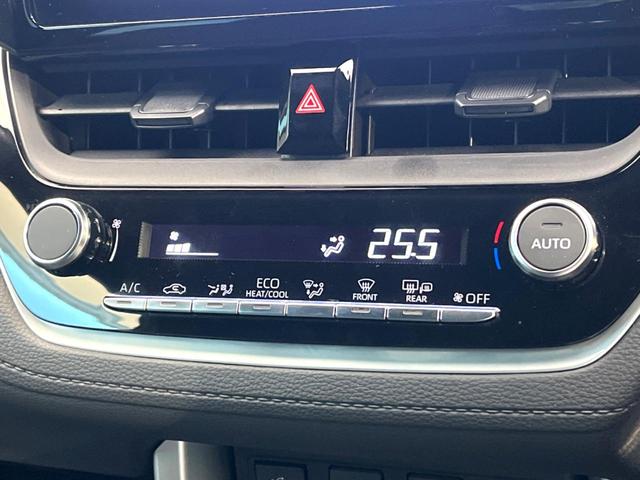 25.5
AUTO
A/C
ECO
HEAT/COOL
FRONT
REAR
OFF